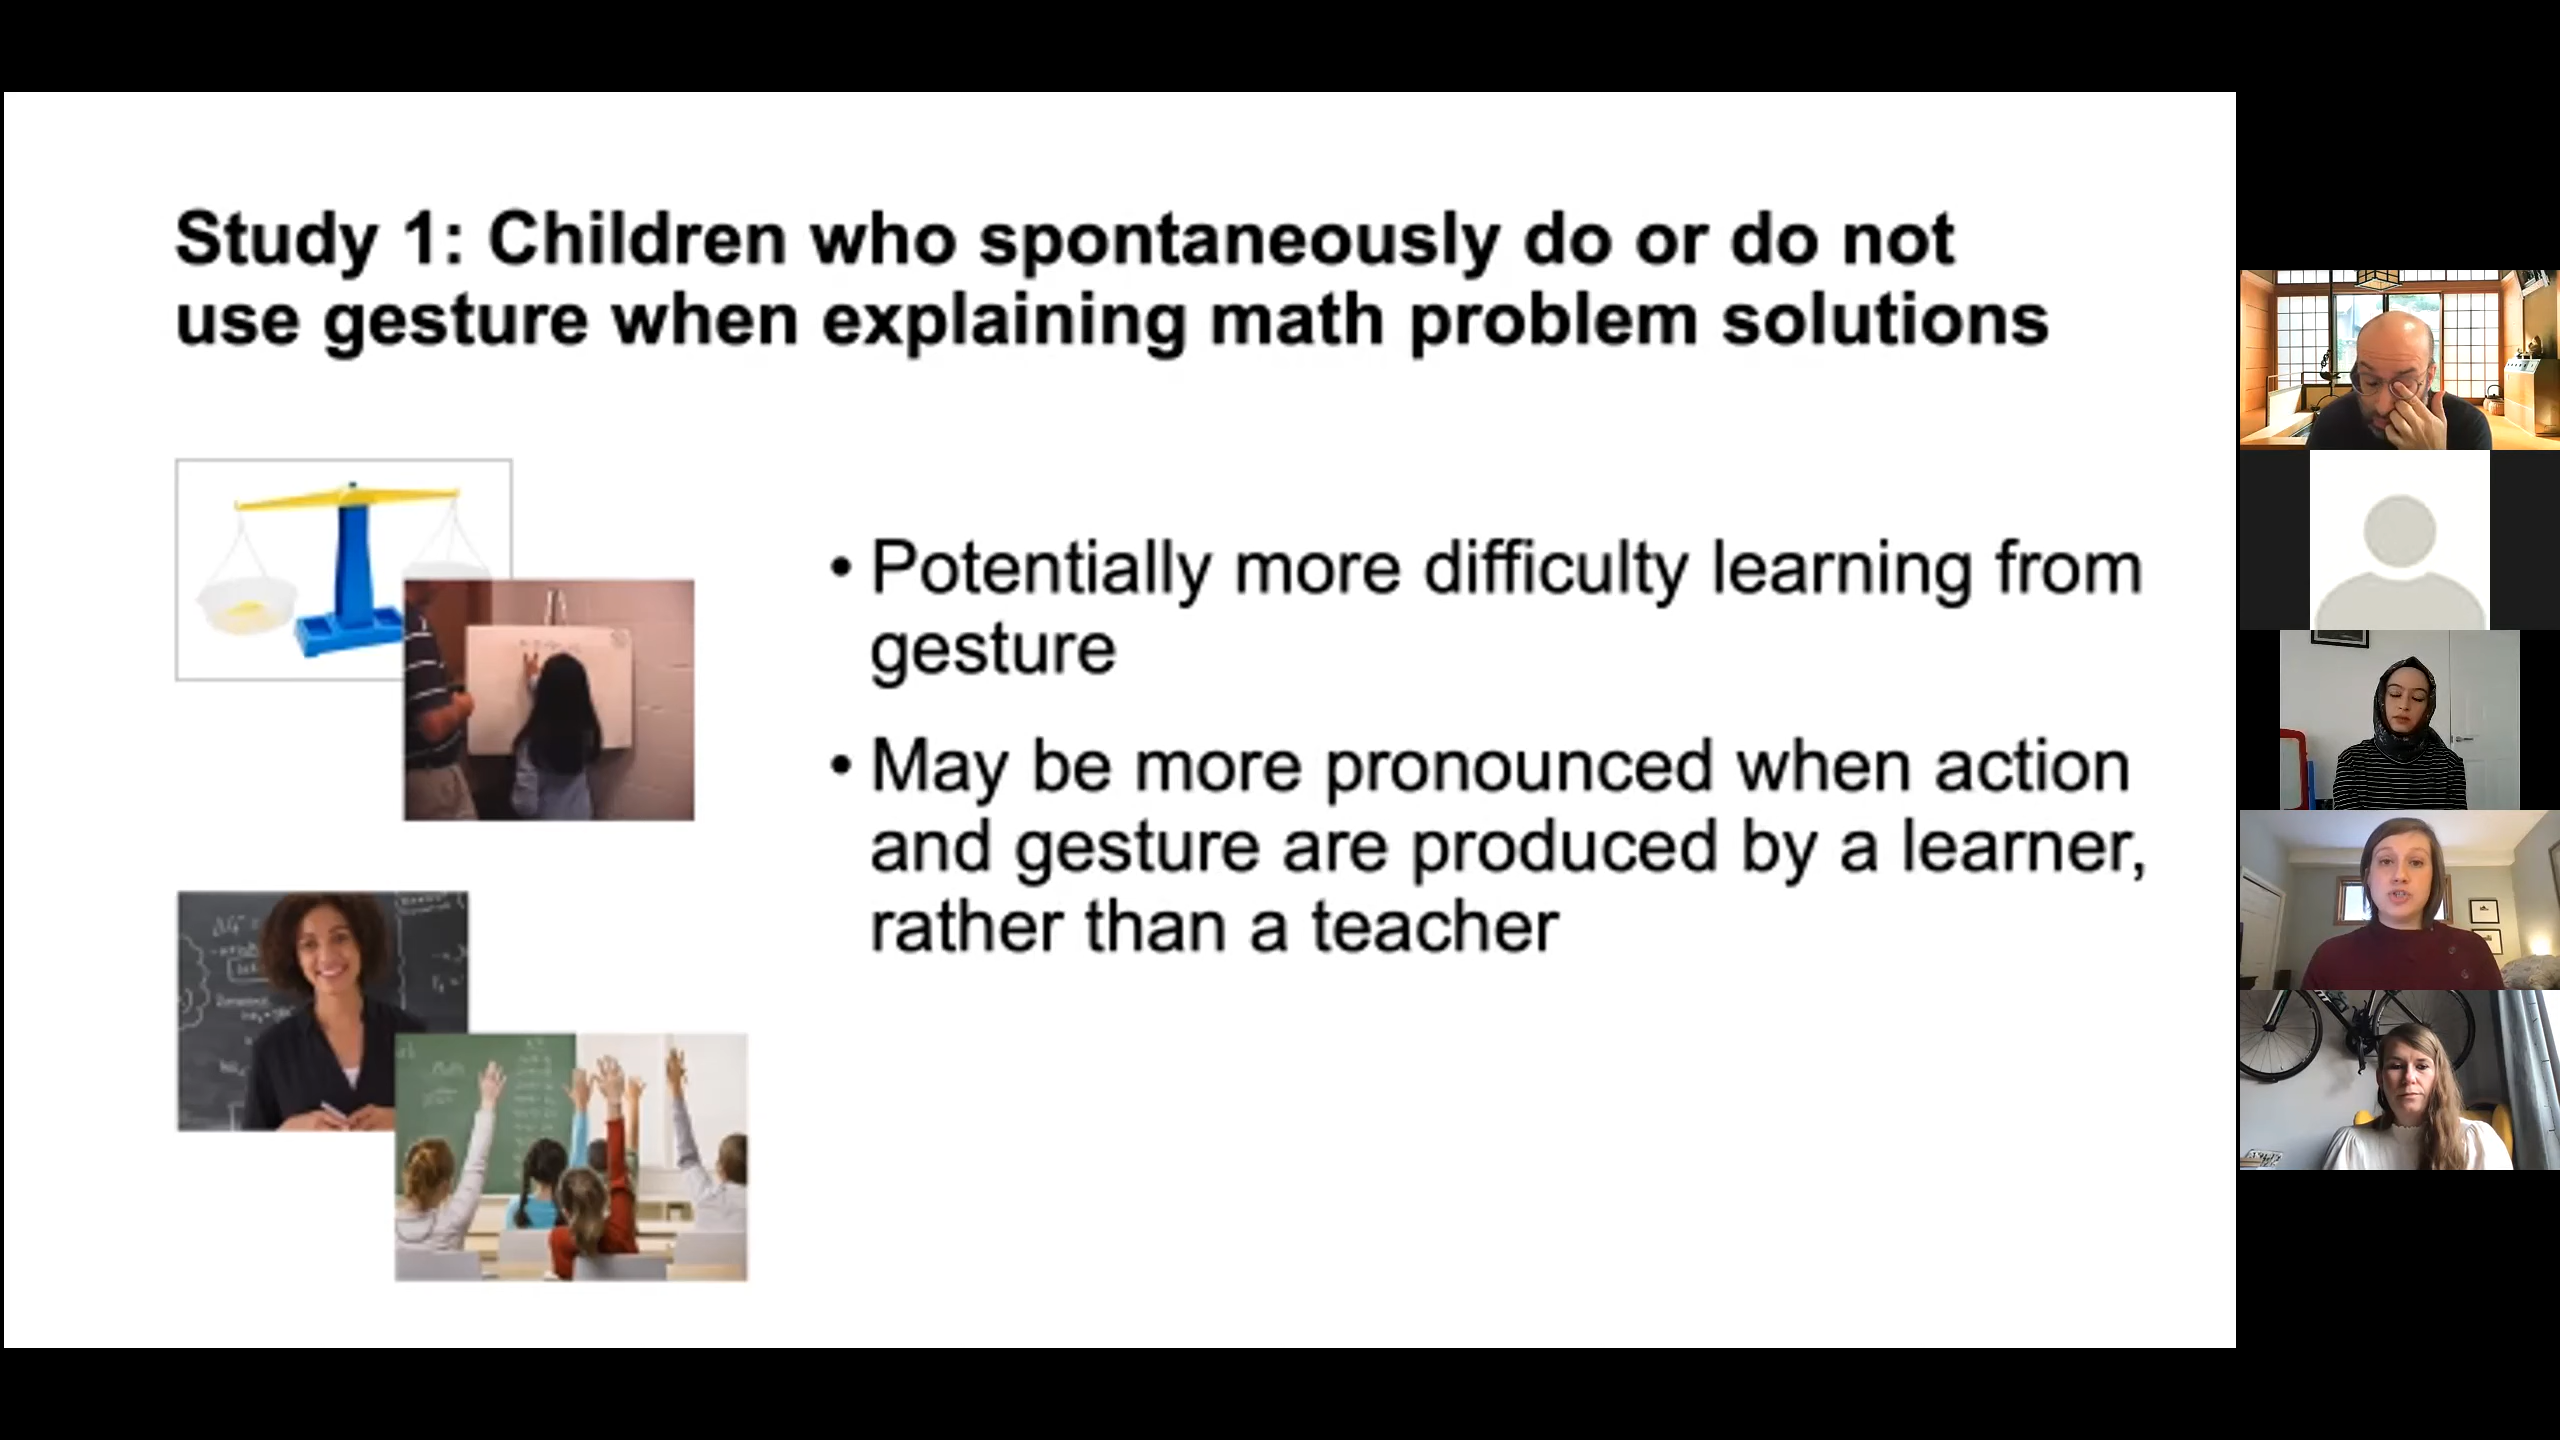 Study 1: Children who spontaneously do or do not
use gesture when explaining math problem solutions
• Potentially more difficulty learning from
gesture
• May be more pronounced when action
and gesture are produced by a learner,
rather than a teacher